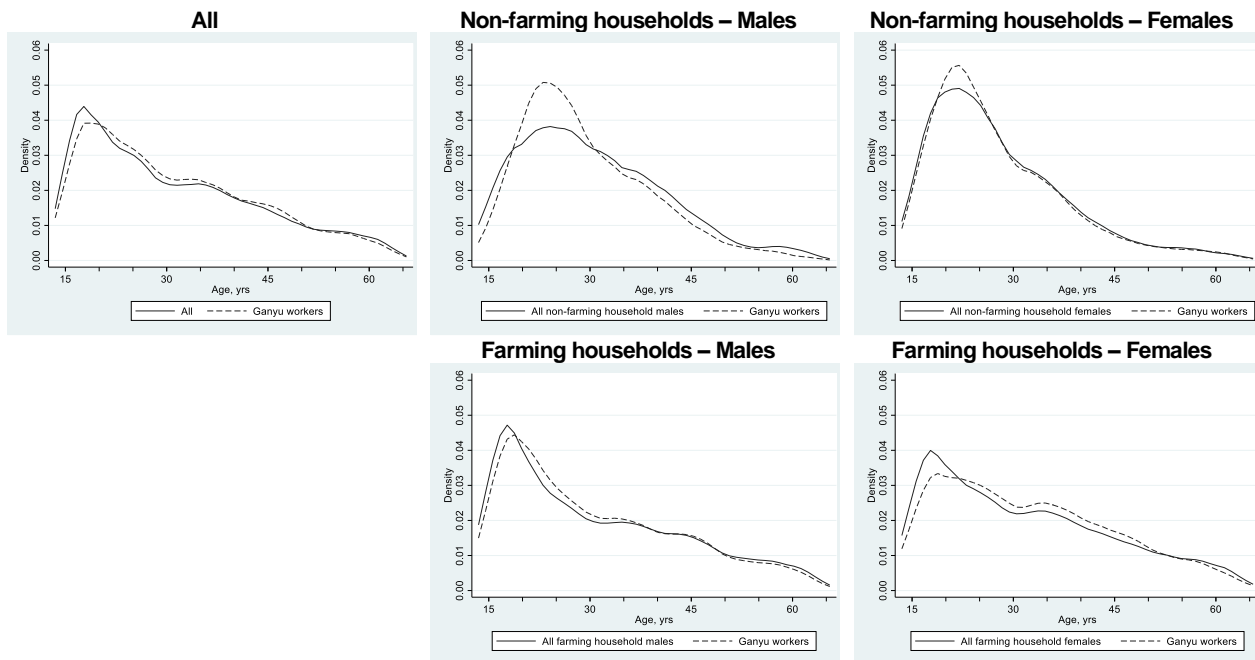 All
0.06
0.05
0.04
0.03
0.02
0.01
0.00
Density
15
30
45
60
Age, yrs
All
Ganyu workers
Non-farming households – Males
0.06
0.05
0.04
0.03
0.02
0.01
0.00
Density
15
30
45
60
Age, yrs
All non-farming household males
Ganyu workers
Non-farming households – Females
0.06
0.05
0.04
0.03
0.02
0.01
0.00
Density
15
30
45
60
Age, yrs
All non-farming household females
Ganyu workers
Farming households – Males
0.06
0.05
0.04
0.03
0.02
0.01
0.00
Density
15
30
45
60
Age, yrs
All farming household males
Ganyu workers
Farming households – Females
0.06
0.05
0.04
0.03
0.02
0.01
0.00
Density
15
30
45
60
Age, yrs
All farming household females
Ganyu workers